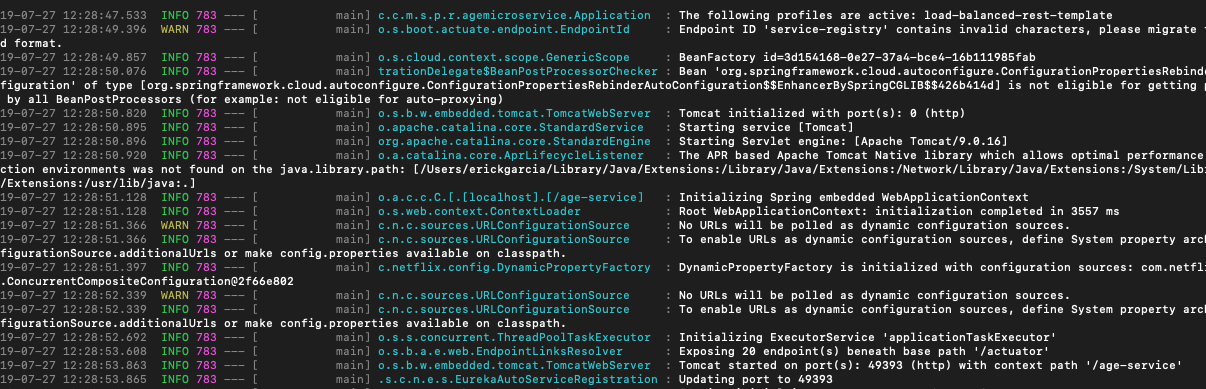 19-07-27 12:28:47.533  INFO 783 --- [           main] c.c.m.s.p.r.agemicroservice.Application  : The following profiles are active: load-balanced-rest-template
19-07-27 12:28:49.396  WARN 783 --- [           main] o.s.boot.actuate.endpoint.EndpointId     : Endpoint ID 'service-registry' contains invalid characters, please migrate
d format.
19-07-27 12:28:49.857  INFO 783 --- [           main] o.s.cloud.context.scope.GenericScope     : BeanFactory id=3d154168-0e27-37a4-bce4-16b111985fab
19-07-27 12:28:50.076  INFO 783 --- [           main] trationDelegate$BeanPostProcessorChecker : Bean 'org.springframework.cloud.autoconfigure.ConfigurationPropertiesRebind
figuration' of type [org.springframework.cloud.autoconfigure.ConfigurationPropertiesRebinderAutoConfiguration$$EnhancerBySpringCGLIB$$426b414d] is not eligible for getting
 by all BeanPostProcessors (for example: not eligible for auto-proxying)
19-07-27 12:28:50.820  INFO 783 --- [           main] o.s.b.w.embedded.tomcat.TomcatWebServer  : Tomcat initialized with port(s): 0 (http)
19-07-27 12:28:50.895  INFO 783 --- [           main] o.apache.catalina.core.StandardService   : Starting service [Tomcat]
19-07-27 12:28:50.896  INFO 783 --- [           main] org.apache.catalina.core.StandardEngine  : Starting Servlet engine: [Apache Tomcat/9.0.16]
19-07-27 12:28:50.920  INFO 783 --- [           main] o.a.catalina.core.AprLifecycleListener   : The APR based Apache Tomcat Native library which allows optimal performance
ction environments was not found on the java.library.path: [/Users/erickgarcia/Library/Java/Extensions:/Library/Java/Extensions:/Network/Library/Java/Extensions:/System/Lib
/Extensions:/usr/lib/java:.]
19-07-27 12:28:51.128  INFO 783 --- [           main] o.a.c.c.C.[.[localhost].[/age-service]   : Initializing Spring embedded WebApplicationContext
19-07-27 12:28:51.128  INFO 783 --- [           main] o.s.web.context.ContextLoader            : Root WebApplicationContext: initialization completed in 3557 ms
19-07-27 12:28:51.366  WARN 783 --- [           main] c.n.c.sources.URLConfigurationSource     : No URLs will be polled as dynamic configuration sources.
19-07-27 12:28:51.366  INFO 783 --- [           main] c.n.c.sources.URLConfigurationSource     : To enable URLs as dynamic configuration sources, define System property arc
figurationSource.additionalUrls or make config.properties available on classpath.
19-07-27 12:28:51.397  INFO 783 --- [           main] c.netflix.config.DynamicPropertyFactory  : DynamicPropertyFactory is initialized with configuration sources: com.netfl
.ConcurrentCompositeConfiguration@2f66e802
19-07-27 12:28:52.339  WARN 783 --- [           main] c.n.c.sources.URLConfigurationSource     : No URLs will be polled as dynamic configuration sources.
19-07-27 12:28:52.339  INFO 783 --- [           main] c.n.c.sources.URLConfigurationSource     : To enable URLs as dynamic configuration sources, define System property arc
figurationSource.additionalUrls or make config.properties available on classpath.
19-07-27 12:28:52.692  INFO 783 --- [           main] o.s.s.concurrent.ThreadPoolTaskExecutor  : Initializing ExecutorService 'applicationTaskExecutor'
19-07-27 12:28:53.608  INFO 783 --- [           main] o.s.b.a.e.web.EndpointLinksResolver      : Exposing 20 endpoint(s) beneath base path '/actuator'
19-07-27 12:28:53.863  INFO 783 --- [           main] o.s.b.w.embedded.tomcat.TomcatWebServer  : Tomcat started on port(s): 49393 (http) with context path '/age-service'
19-07-27 12:28:53.865  INFO 783 --- [           main] .s.c.n.e.s.EurekaAutoServiceRegistration : Updating port to 49393